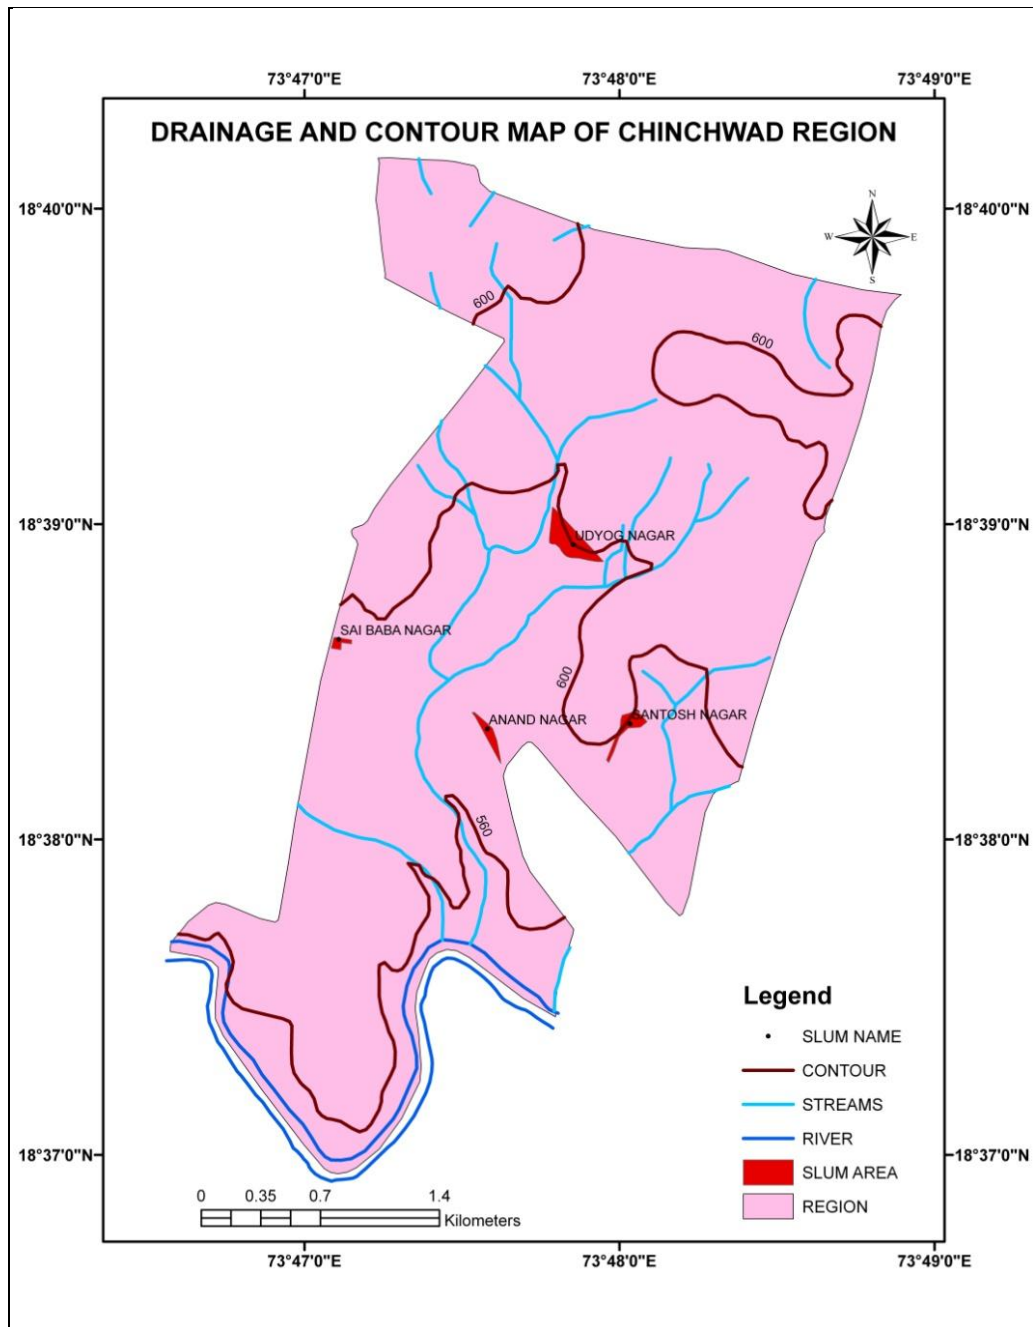 73°47'0"E 73°48'0"E 73°49'0"E
DRAINAGE AND CONTOUR MAP OF CHINCHWAD REGION
18°40'0"N 18°40'0"N
N
W E
S
600
600
18°39'0"N 18°39'0"N
UDYOG NAGAR
SAI BABA NAGAR
600
ANAND NAGAR
SANTOSH NAGAR
560
18°38'0"N 18°38'0"N
Legend
SLUM NAME
CONTOUR
STREAMS
RIVER
SLUM AREA
REGION
18°37'0"N 18°37'0"N
0 0.35 0.7 1.4
Kilometers
73°47'0"E 73°48'0"E 73°49'0"E